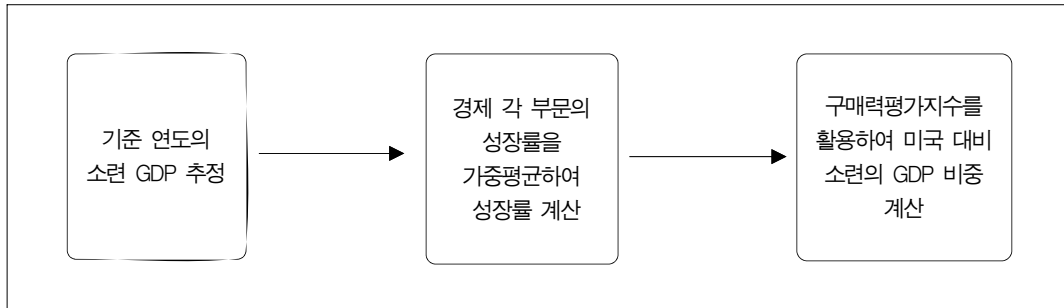 기준 연도의
소련 GDP 추정
경제 각 부문의
성장률을
가중평균하여
성장률 계산
구매력평가지수를
활용하여 미국 대비
소련의 GDP 비중
계산